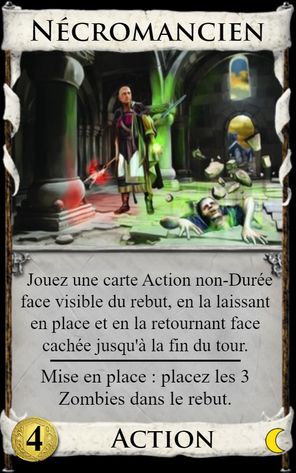 NÉCROMANCIEN
Jouez une carte Action non-Durée
face visible du rebut, en la laissant
en place et en la retournant face
cachée jusqu'à la fin du tour.
Mise en place : placez les 3
Zombies dans le rebut.
4
ACTION